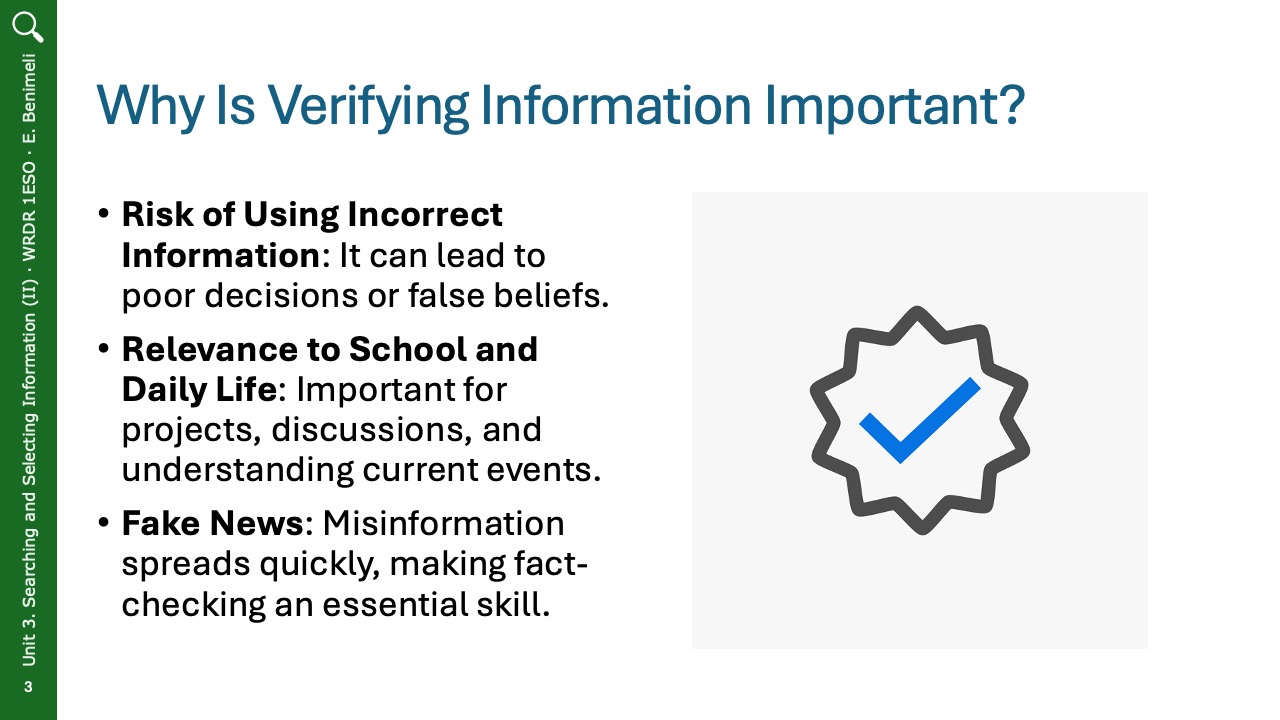 Unit 3. Searching and Selecting Information (II) · WRDR 1ESO · E. Benimeli
3
Why Is Verifying Information Important?
• Risk of Using Incorrect
Information: It can lead to
poor decisions or false beliefs.
• Relevance to School and
Daily Life: Important for
projects, discussions, and
understanding current events.
• Fake News: Misinformation
spreads quickly, making fact-
checking an essential skill.